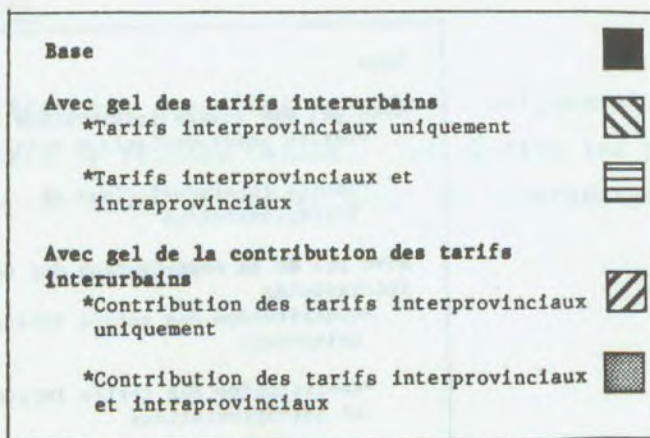 Base
Avec gel des tarifs interurbains
*Tarifs interprovinciaux uniquement
*Tarifs interprovinciaux et
intraprovinciaux
Avec gel de la contribution des tarifs
interurbains
*Contribution des tarifs interprovinciaux
uniquement
*Contribution des tarifs interprovinciaux
et intraprovinciaux